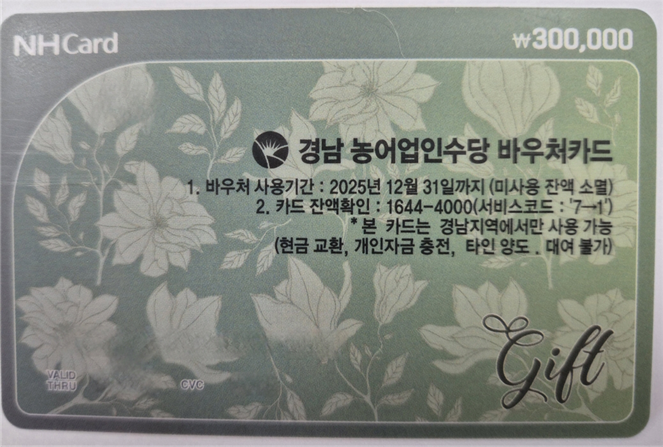 NH Card
₩300,000
경남 농어업인수당 바우처카드
1. 바우처 사용기간 : 2025년 12월 31일까지 (미사용 잔액 소멸)
2. 카드 잔액확인 : 1644-4000(서비스코드 : '7→1')
* 본 카드는 경남지역에서만 사용 가능
(현금 교환, 개인자금 충전, 타인 양도 . 대여 불가)
Gift
VALID
THRU
CVC